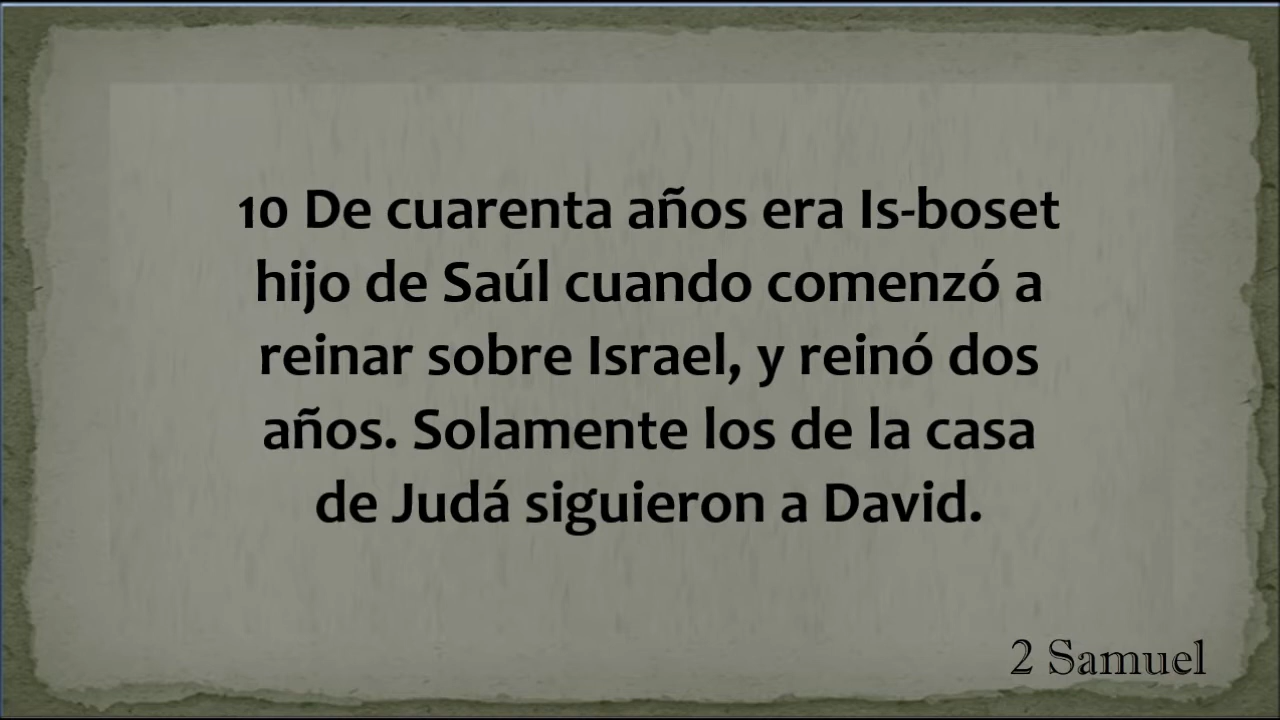 10 De cuarenta años era Is-boset
hijo de Saúl cuando comenzó a
reinar sobre Israel, y reinó dos
años. Solamente los de la casa
de Judá siguieron a David.
2 Samuel